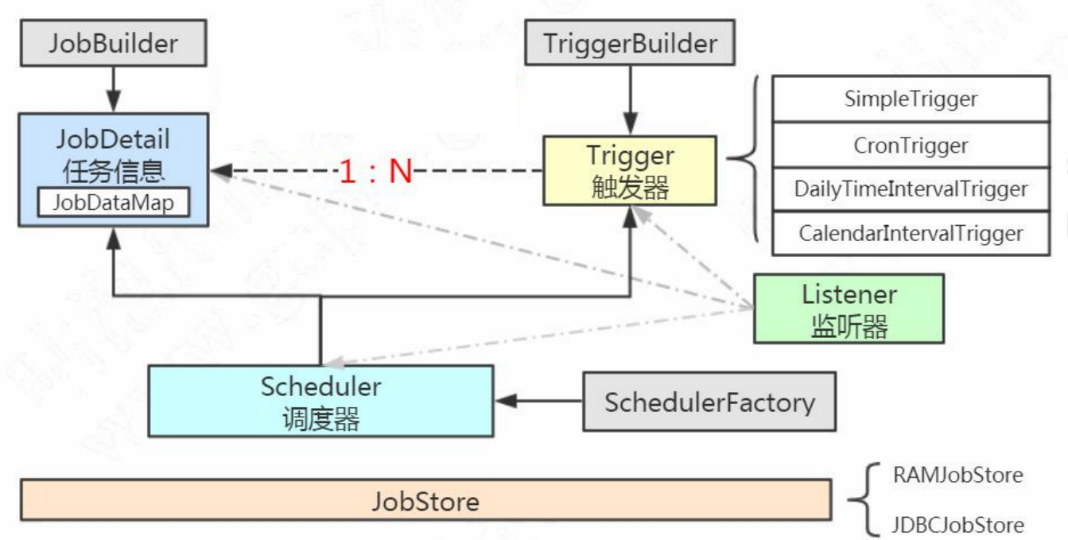 JobBuilder
TriggerBuilder
JobDetail
任务信息
JobDataMap
1：N
Trigger
触发器
SimpleTrigger
CronTrigger
DailyTimeIntervalTrigger
CalendarIntervalTrigger
Listener
监听器
Scheduler
调度器
SchedulerFactory
JobStore
RAMJobStore
JDBCJobStore